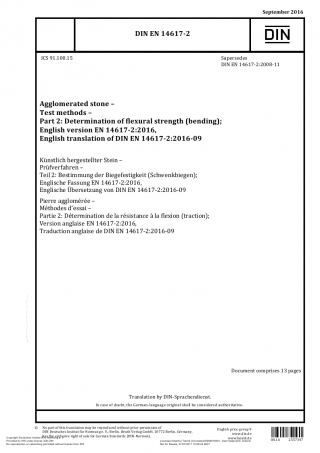 September 2016
DIN EN 14617-2
DIN
ICS 91.100.15
Supersedes
DIN EN 14617-2:2008-11
Agglomerated stone –
Test methods –
Part 2: Determination of flexural strength (bending);
English version EN 14617-2:2016,
English translation of DIN EN 14617-2:2016-09
Künstlich hergestellter Stein –
Prüfverfahren –
Teil 2: Bestimmung der Biegefestigkeit (Schwenkbiegen);
Englische Fassung EN 14617-2:2016,
Englische Übersetzung von DIN EN 14617-2:2016-09
Pierre agglomérée –
Méthodes d'essai –
Partie 2: Détermination de la résistance à la flexion (traction);
Version anglaise EN 14617-2:2016,
Traduction anglaise de DIN EN 14617-2:2016-09
Document comprises 13 pages
Translation by DIN-Sprachendienst.
In case of doubt, the German-language original shall be considered authoritative.
No part of this translation may be reproduced without prior permission of
DIN Deutsches Institut für Normung e. V., Berlin. Beuth Verlag GmbH, 10772 Berlin, Germany,
has the exclusive right of sale for German Standards (DIN-Normen).
English price group 9
www.din.de
www.beuth.de